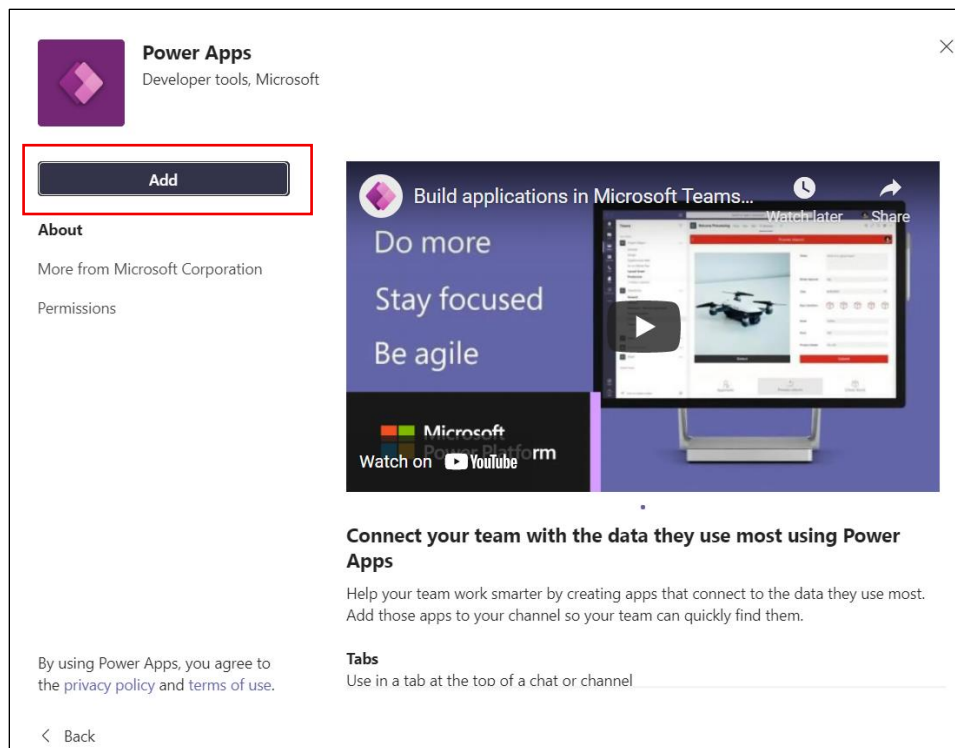 Power Apps
Developer tools, Microsoft
Add
About
More from Microsoft Corporation
Permissions
Build applications in Microsoft Teams...
Watch later
Share
Do more
Stay focused
Be agile
Microsoft
Power Platform
Watch on YouTube
Connect your team with the data they use most using Power
Apps
Help your team work smarter by creating apps that connect to the data they use most.
Add those apps to your channel so your team can quickly find them.
Tabs
Use in a tab at the top of a chat or channel
By using Power Apps, you agree to
the privacy policy and terms of use.
Back